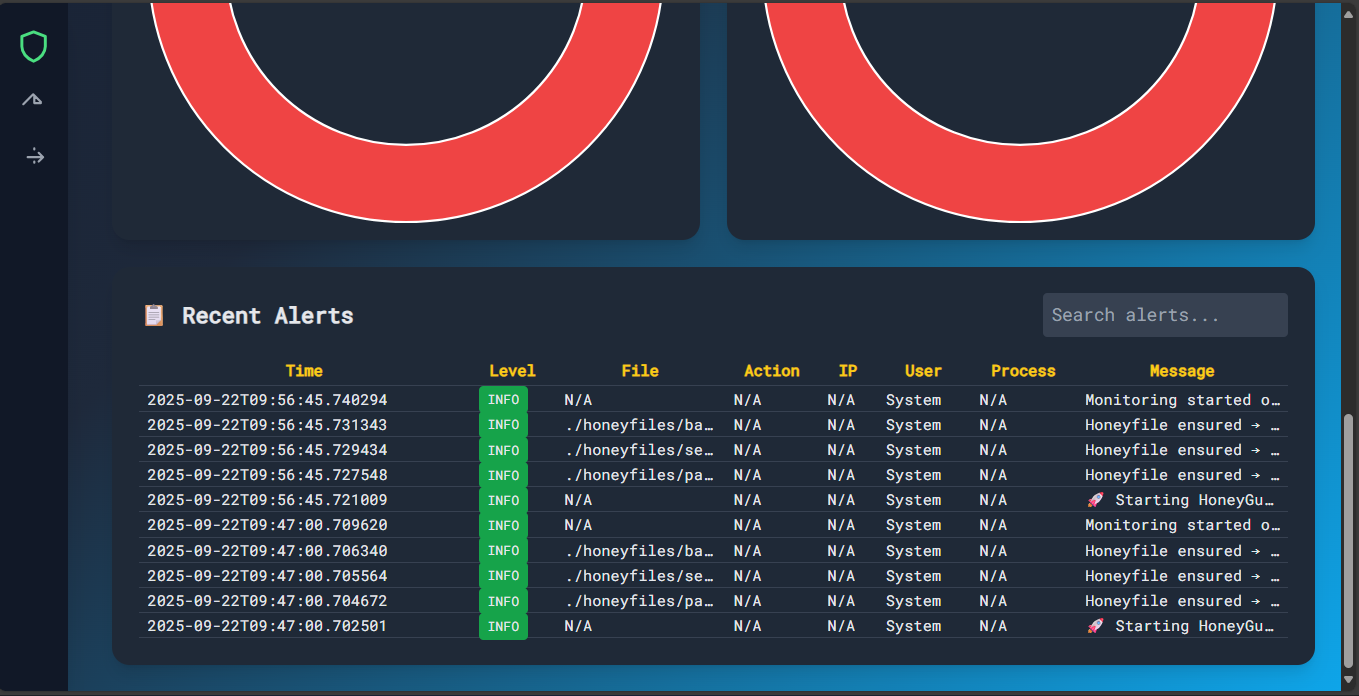 Recent Alerts Search alerts...
Time Level File Action IP User Process Message
2025-09-22T09:56:45.740294 INFO N/A N/A N/A System N/A Monitoring started o…
2025-09-22T09:56:45.731343 INFO ./honeyfiles/ba… N/A N/A System N/A Honeyfile ensured → …
2025-09-22T09:56:45.729434 INFO ./honeyfiles/se… N/A N/A System N/A Honeyfile ensured → …
2025-09-22T09:56:45.727548 INFO ./honeyfiles/pa… N/A N/A System N/A Honeyfile ensured → …
2025-09-22T09:56:45.721009 INFO N/A N/A N/A System N/A 🚀 Starting HoneyGu…
2025-09-22T09:47:00.709620 INFO N/A N/A N/A System N/A Monitoring started o…
2025-09-22T09:47:00.706340 INFO ./honeyfiles/ba… N/A N/A System N/A Honeyfile ensured → …
2025-09-22T09:47:00.705564 INFO ./honeyfiles/se… N/A N/A System N/A Honeyfile ensured → …
2025-09-22T09:47:00.704672 INFO ./honeyfiles/pa… N/A N/A System N/A Honeyfile ensured → …
2025-09-22T09:47:00.702501 INFO N/A N/A N/A System N/A 🚀 Starting HoneyGu…